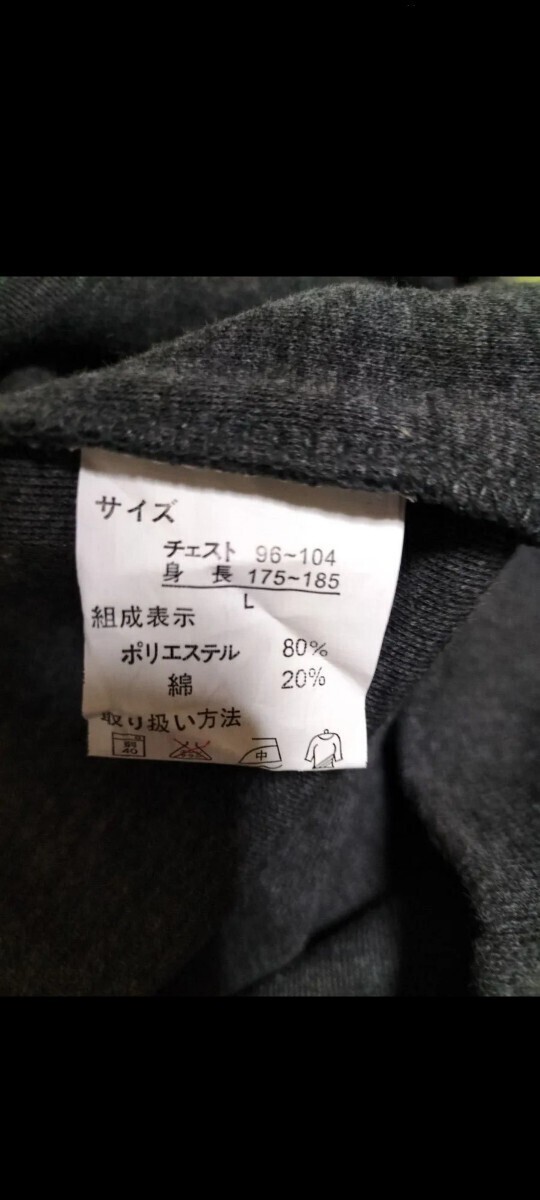 サイズ
チェスト 96~104
身 長 175~185
L
組成表示
ポリエステル 80%
綿 20%
取り扱い方法
40 中